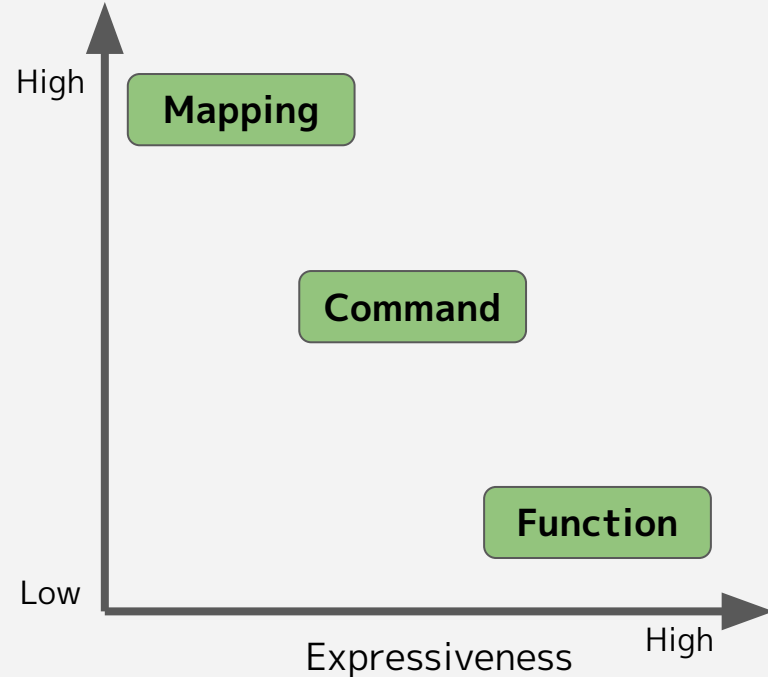 High
Mapping
Command
Function
Low
High
Expressiveness